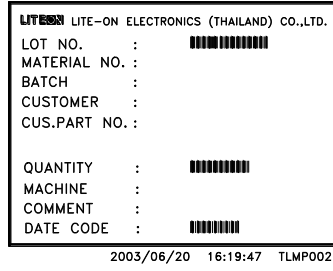 LITEON LITE-ON ELECTRONICS (THAILAND) CO.,LTD.
LOT NO. :
MATERIAL NO. :
BATCH :
CUSTOMER :
CUS.PART NO. :
QUANTITY :
MACHINE :
COMMENT :
DATE CODE :
2003/06/20 16:19:47 TLMP002